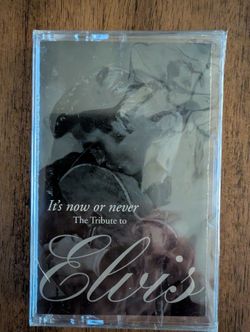 It's now or never
The Tribute to
Elvis